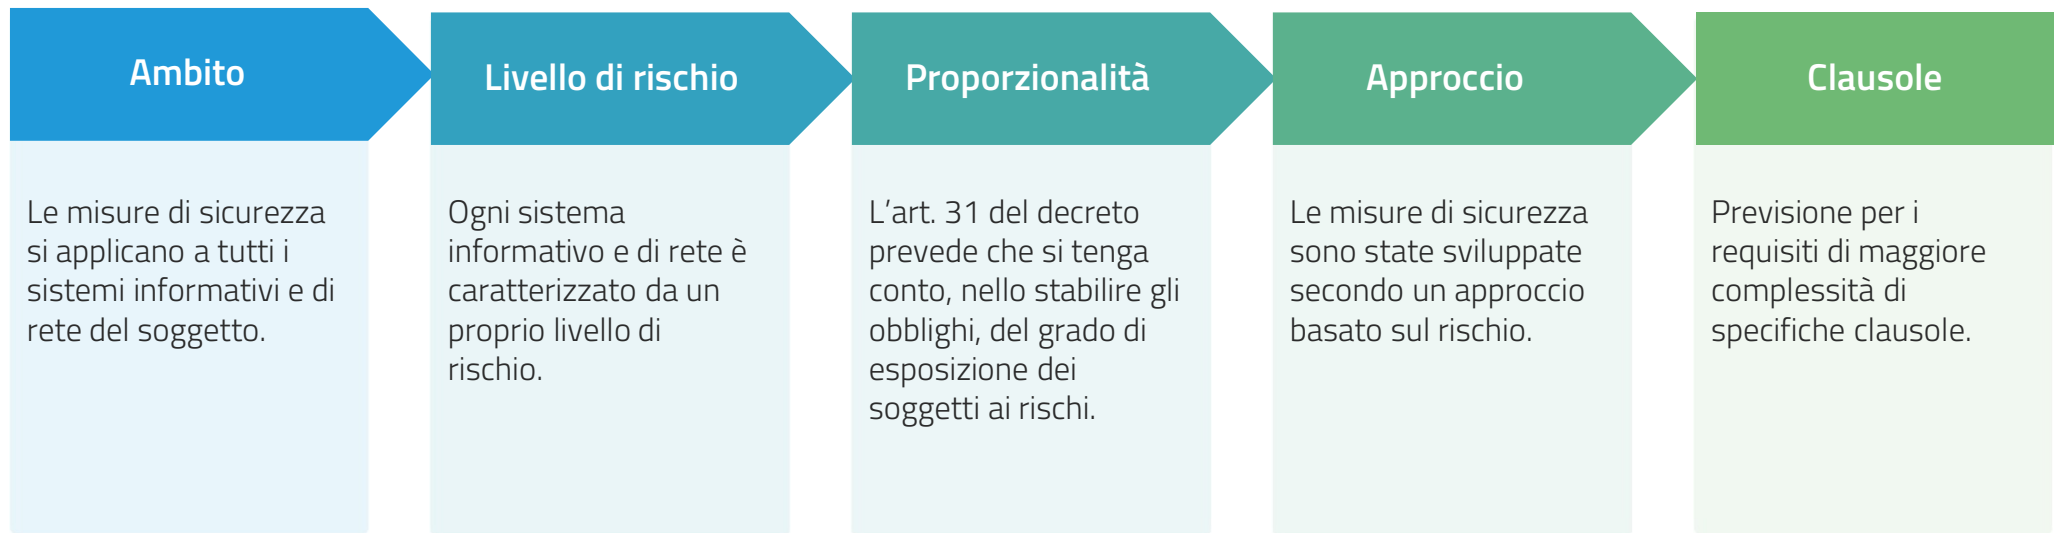 Ambito
Le misure di sicurezza
si applicano a tutti i
sistemi informativi e di
rete del soggetto.
Livello di rischio
Ogni sistema
informativo e di rete è
caratterizzato da un
proprio livello di
rischio.
Proporzionalità
L’art. 31 del decreto
prevede che si tenga
conto, nello stabilire gli
obblighi, del grado di
esposizione dei
soggetti ai rischi.
Approccio
Le misure di sicurezza
sono state sviluppate
secondo un approccio
basato sul rischio.
Clausole
Previsione per i
requisiti di maggiore
complessità di
specifiche clausole.